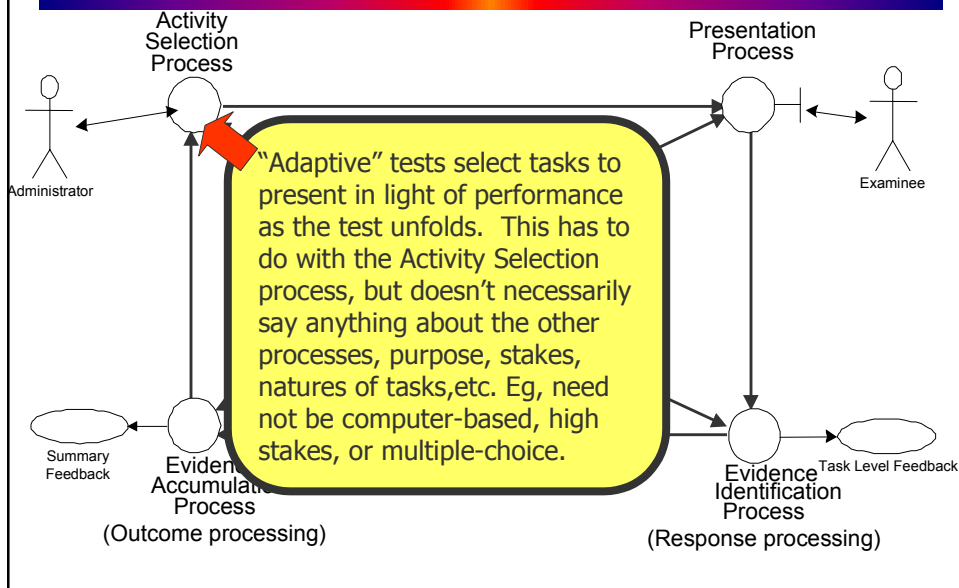 Activity
Selection
Process
Presentation
Process
Administrator
Examinee
“Adaptive” tests select tasks to
present in light of performance
as the test unfolds.  This has to
do with the Activity Selection
process, but doesn’t necessarily
say anything about the other
processes, purpose, stakes,
natures of tasks,etc. Eg, need
not be computer-based, high
stakes, or multiple-choice.
Summary
Feedback
Evidenc
Accumulati
Process
(Outcome processing)
Evidence
Identification
Process
(Response processing)
Task Level Feedback